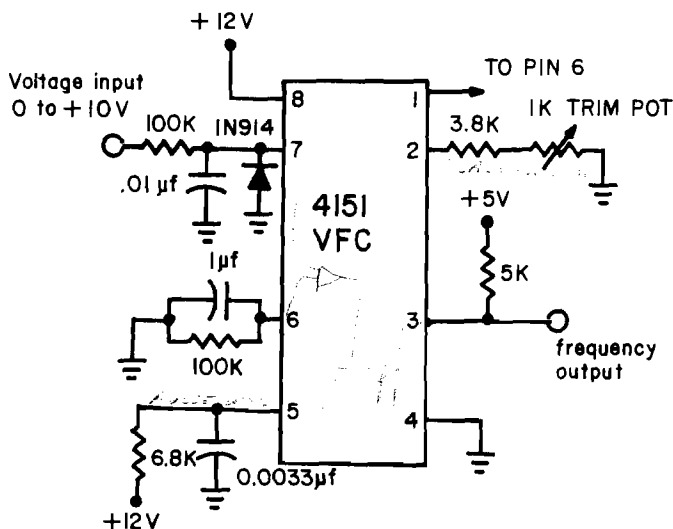 +12V
Voltage input
0 to +10V
100K
1N914
.01µf
8
7
6
5
1
2
3
4
4151
VFC
TO PIN 6
3.8K
1K TRIM POT
+5V
5K
frequency
output
1µf
100K
6.8K
0.0033µf
+12V